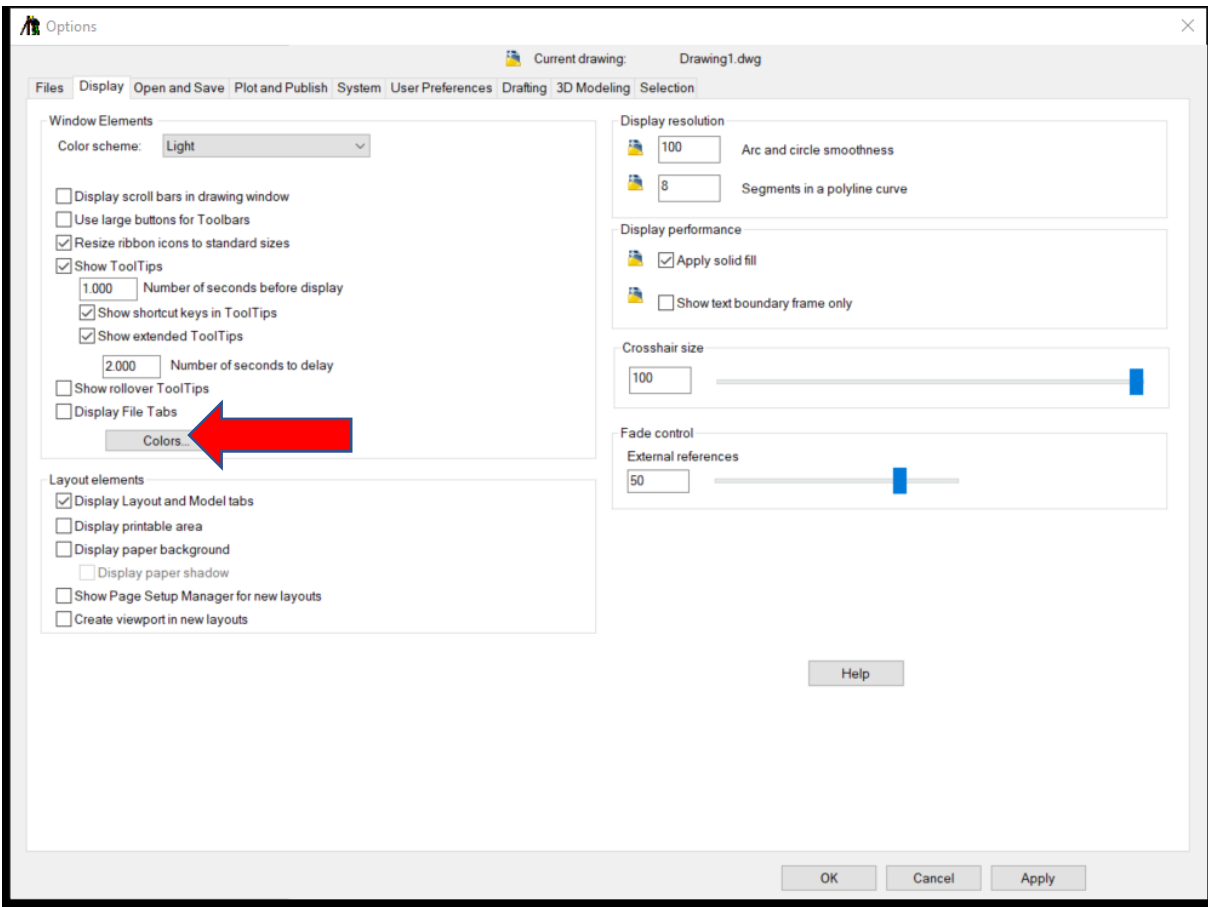 Options
Current drawing: Drawing1.dwg
Files Display Open and Save Plot and Publish System User Preferences Drafting 3D Modeling Selection
Window Elements
Color scheme: Light
Display scroll bars in drawing window
Use large buttons for Toolbars
Resize ribbon icons to standard sizes
Show ToolTips
1.000 Number of seconds before display
Show shortcut keys in ToolTips
Show extended ToolTips
2.000 Number of seconds to delay
Show rollover ToolTips
Display File Tabs
Colors...
Layout elements
Display Layout and Model tabs
Display printable area
Display paper background
Display paper shadow
Show Page Setup Manager for new layouts
Create viewport in new layouts
Display resolution
100 Arc and circle smoothness
8 Segments in a polyline curve
Display performance
Apply solid fill
Show text boundary frame only
Crosshair size
100
Fade control
External references
50
Help
OK Cancel Apply